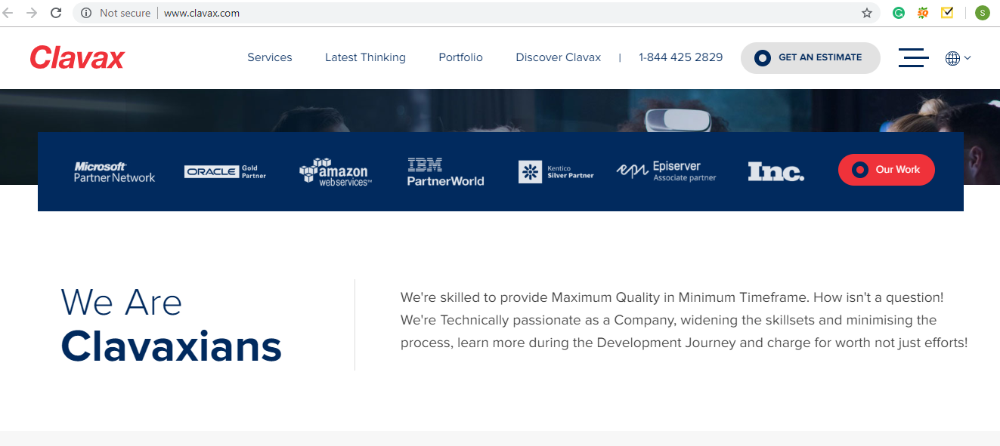 Not secure | www.clavax.com
S
Clavax
Services Latest Thinking Portfolio Discover Clavax | 1-844 425 2829 GET AN ESTIMATE
Microsoft
Partner Network
ORACLE Gold
Partner
amazon
webservices™
IBM
PartnerWorld
Kentico
Silver Partner
epi Episerver
Associate partner
Inc.
Our Work
We Are
Clavaxians
We're skilled to provide Maximum Quality in Minimum Timeframe. How isn't a question!
We're Technically passionate as a Company, widening the skillsets and minimising the
process, learn more during the Development Journey and charge for worth not just efforts!